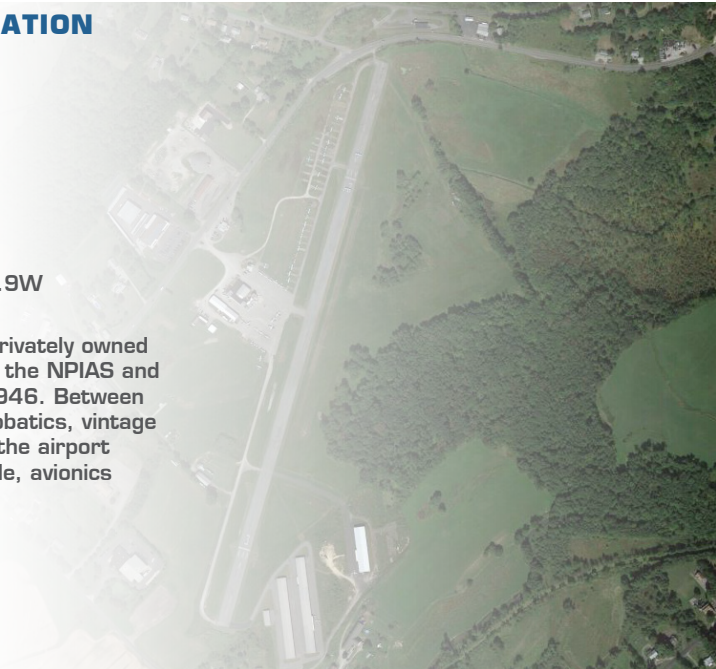 ATION
.9W
rivately owned
the NPIAS and
946. Between
obatics, vintage
the airport
le, avionics